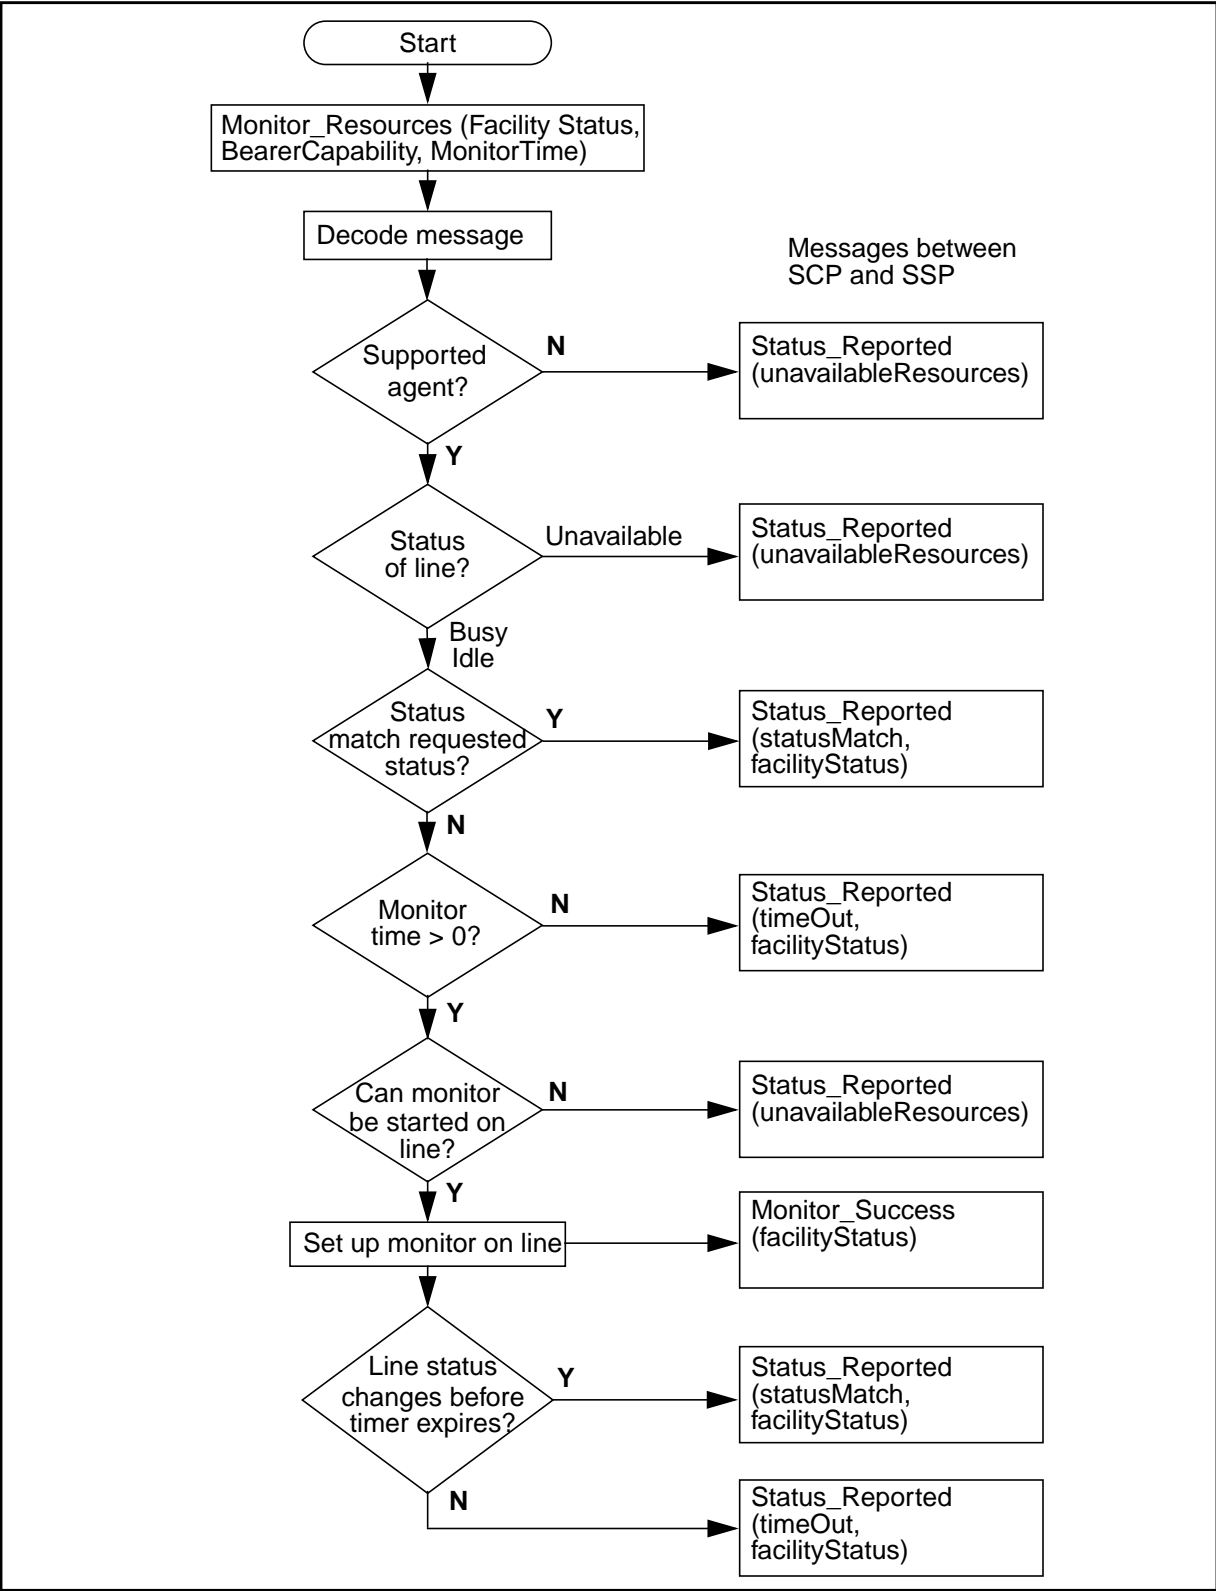 Start
Monitor_Resources (Facility Status,
BearerCapability, MonitorTime)
Decode message
Messages between
SCP and SSP
Supported
agent?
N
Status_Reported
(unavailableResources)
Y
Status
of line?
Unavailable
Status_Reported
(unavailableResources)
Busy
Idle
Status
match requested
status?
Y
Status_Reported
(statusMatch,
facilityStatus)
N
Monitor
time > 0?
N
Status_Reported
(timeOut,
facilityStatus)
Y
Can monitor
be started on
line?
N
Status_Reported
(unavailableResources)
Y
Set up monitor on line
Monitor_Success
(facilityStatus)
Line status
changes before
timer expires?
Y
Status_Reported
(statusMatch,
facilityStatus)
N
Status_Reported
(timeOut,
facilityStatus)